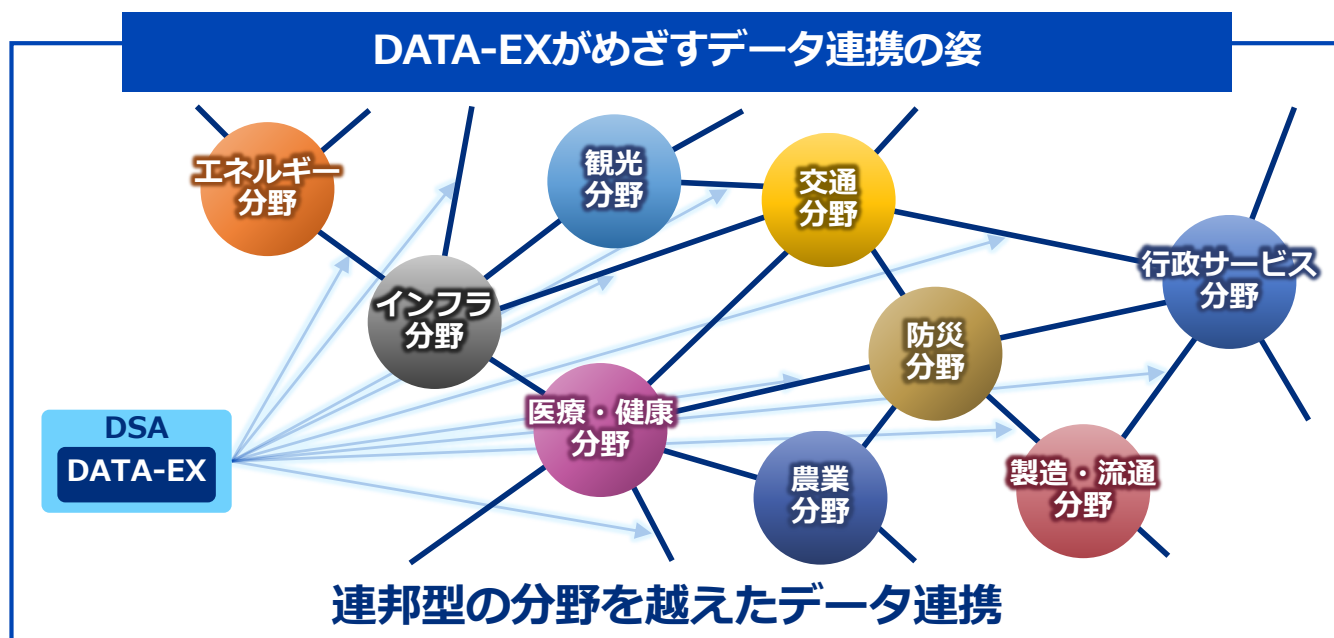 DATA-EXがめざすデータ連携の姿
エネルギー
分野
観光
分野
交通
分野
行政サービス
分野
インフラ
分野
防災
分野
医療・健康
分野
DSA
DATA-EX
農業
分野
製造・流通
分野
連邦型の分野を越えたデータ連携